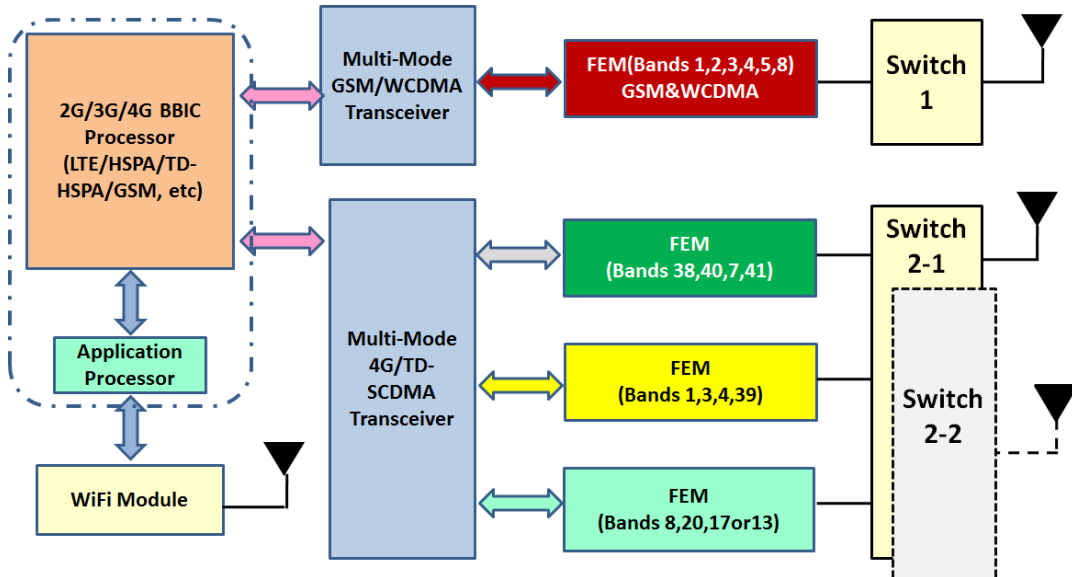 2G/3G/4G BBIC
Processor
(LTE/HSPA/TD-
HSPA/GSM, etc)
Application
Processor
WiFi Module
Multi-Mode
GSM/WCDMA
Transceiver
FEM(Bands 1,2,3,4,5,8)
GSM&WCDMA
Switch
1
Multi-Mode
4G/TD-
SCDMA
Transceiver
FEM
(Bands 38,40,7,41)
FEM
(Bands 1,3,4,39)
FEM
(Bands 8,20,17or13)
Switch
2-1
Switch
2-2